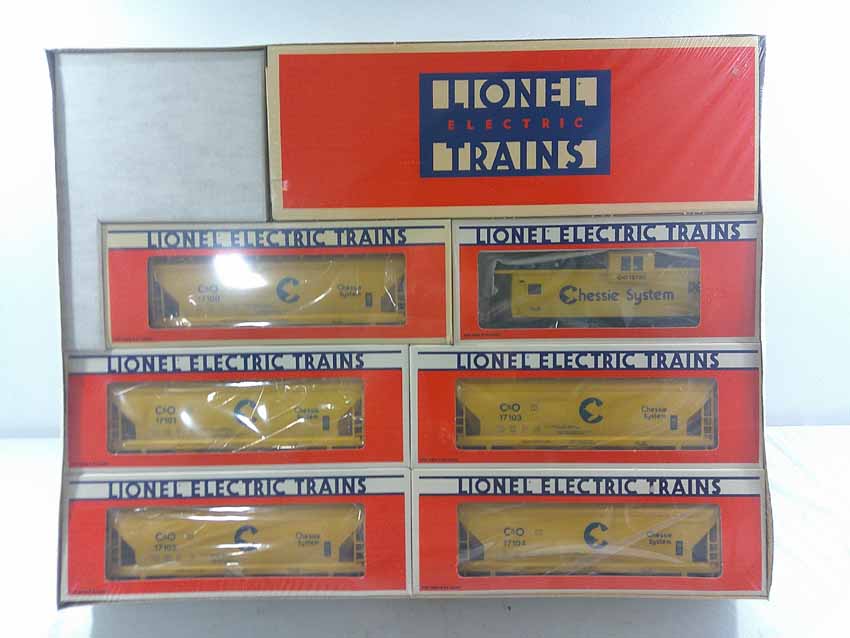 LIONEL
ELECTRIC
TRAINS
LIONEL ELECTRIC TRAINS
C&O
17100
Chessie
System
LIONEL ELECTRIC TRAINS
Chessie System
LIONEL ELECTRIC TRAINS
C&O
17101
Chessie
System
LIONEL ELECTRIC TRAINS
C&O
17103
Chessie
System
LIONEL ELECTRIC TRAINS
C&O
Chessie
System
LIONEL ELECTRIC TRAINS
C&O
17104
Chessie
System